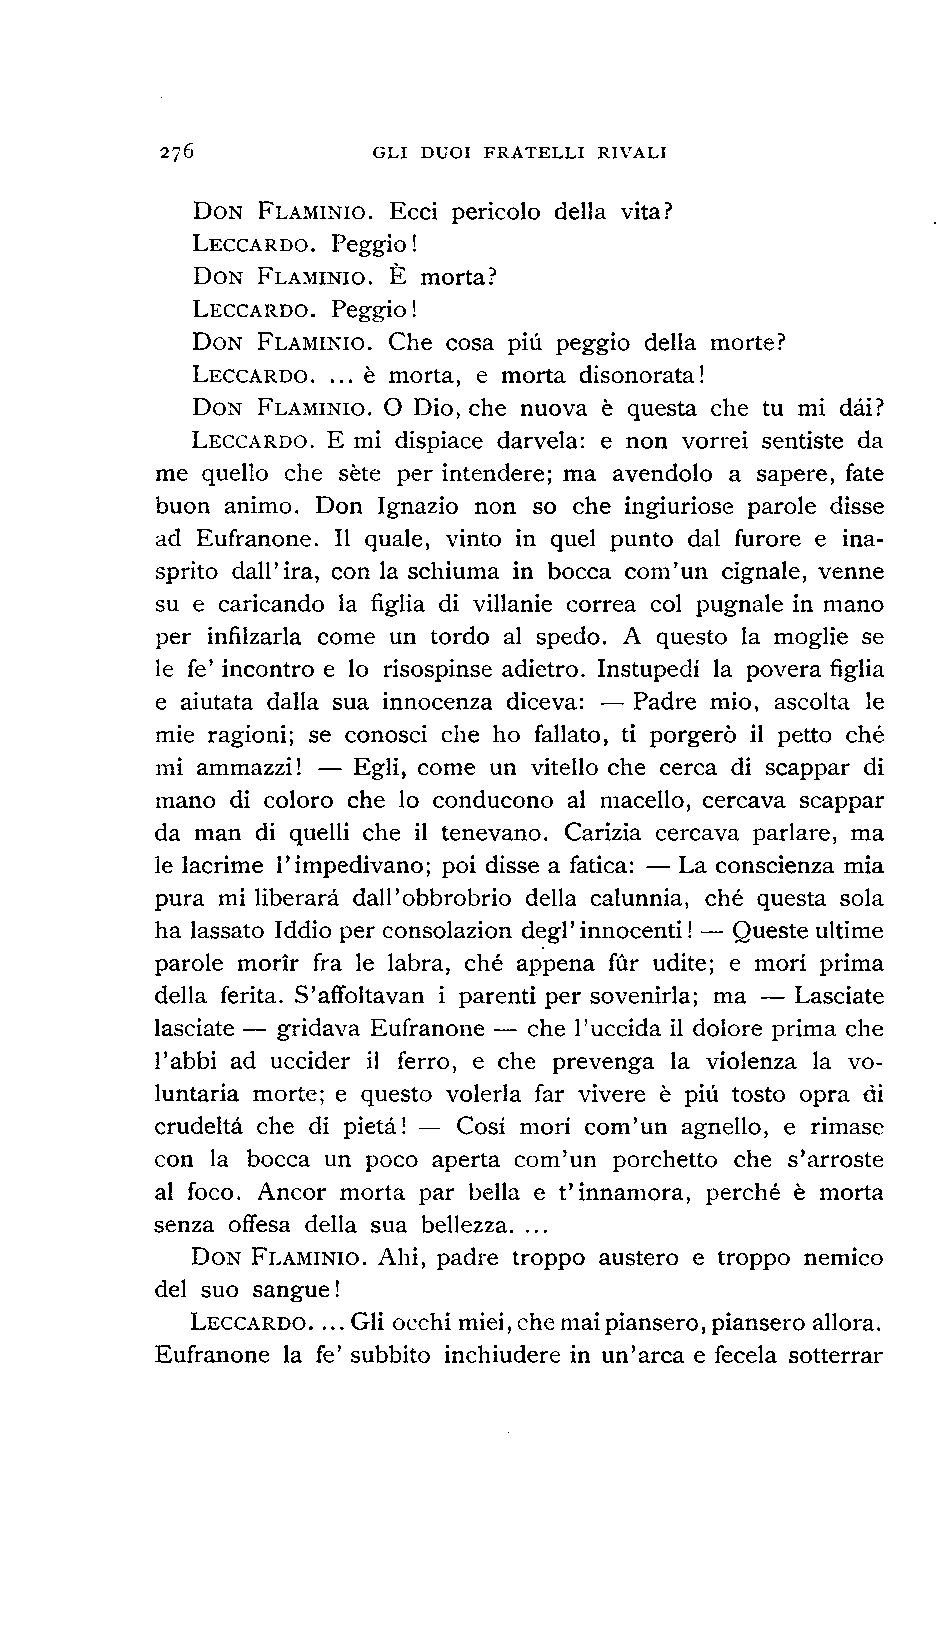 276 GLI DUOI FRATELLI RIVALI
DON FLAMINIO. Ecci pericolo della vita?
LECCARDO. Peggio!
DON FLAMINIO. È morta?
LECCARDO. Peggio!
DON FLAMINIO. Che cosa piú peggio della morte?
LECCARDO. ... è morta, e morta disonorata!
DON FLAMINIO. O Dio, che nuova è questa che tu mi dái?
LECCARDO. E mi dispiace darvela: e non vorrei sentiste da
me quello che sète per intendere; ma avendolo a sapere, fate
buon animo. Don Ignazio non so che ingiuriose parole disse
ad Eufranone. Il quale, vinto in quel punto dal furore e ina-
sprito dall'ira, con la schiuma in bocca com'un cignale, venne
su e caricando la figlia di villanie correa col pugnale in mano
per infilzarla come un tordo al spedo. A questo la moglie se
le fe' incontro e lo risospinse adietro. Instupedí la povera figlia
e aiutata dalla sua innocenza diceva: — Padre mio, ascolta le
mie ragioni; se conosci che ho fallato, ti porgerò il petto ché
mi ammazzi! — Egli, come un vitello che cerca di scappar di
mano di coloro che lo conducono al macello, cercava scappar
da man di quelli che il tenevano. Carizia cercava parlare, ma
le lacrime l'impedivano; poi disse a fatica: — La conscienza mia
pura mi liberará dall'obbrobrio della calunnia, ché questa sola
ha lassato Iddio per consolazion degl'innocenti! — Queste ultime
parole morîr fra le labra, ché appena fûr udite; e morí prima
della ferita. S'affoltavan i parenti per sovenirla; ma — Lasciate
lasciate — gridava Eufranone — che l'uccida il dolore prima che
l'abbi ad uccider il ferro, e che prevenga la violenza la vo-
luntaria morte; e questo volerla far vivere è piú tosto opra di
crudeltá che di pietá! — Cosí morí com'un agnello, e rimase
con la bocca un poco aperta com'un porchetto che s'arroste
al foco. Ancor morta par bella e t'innamora, perché è morta
senza offesa della sua bellezza. ...
DON FLAMINIO. Ahi, padre troppo austero e troppo nemico
del suo sangue!
LECCARDO. ... Gli occhi miei, che mai piansero, piansero allora.
Eufranone la fe' subbito inchiudere in un'arca e fecela sotterrar